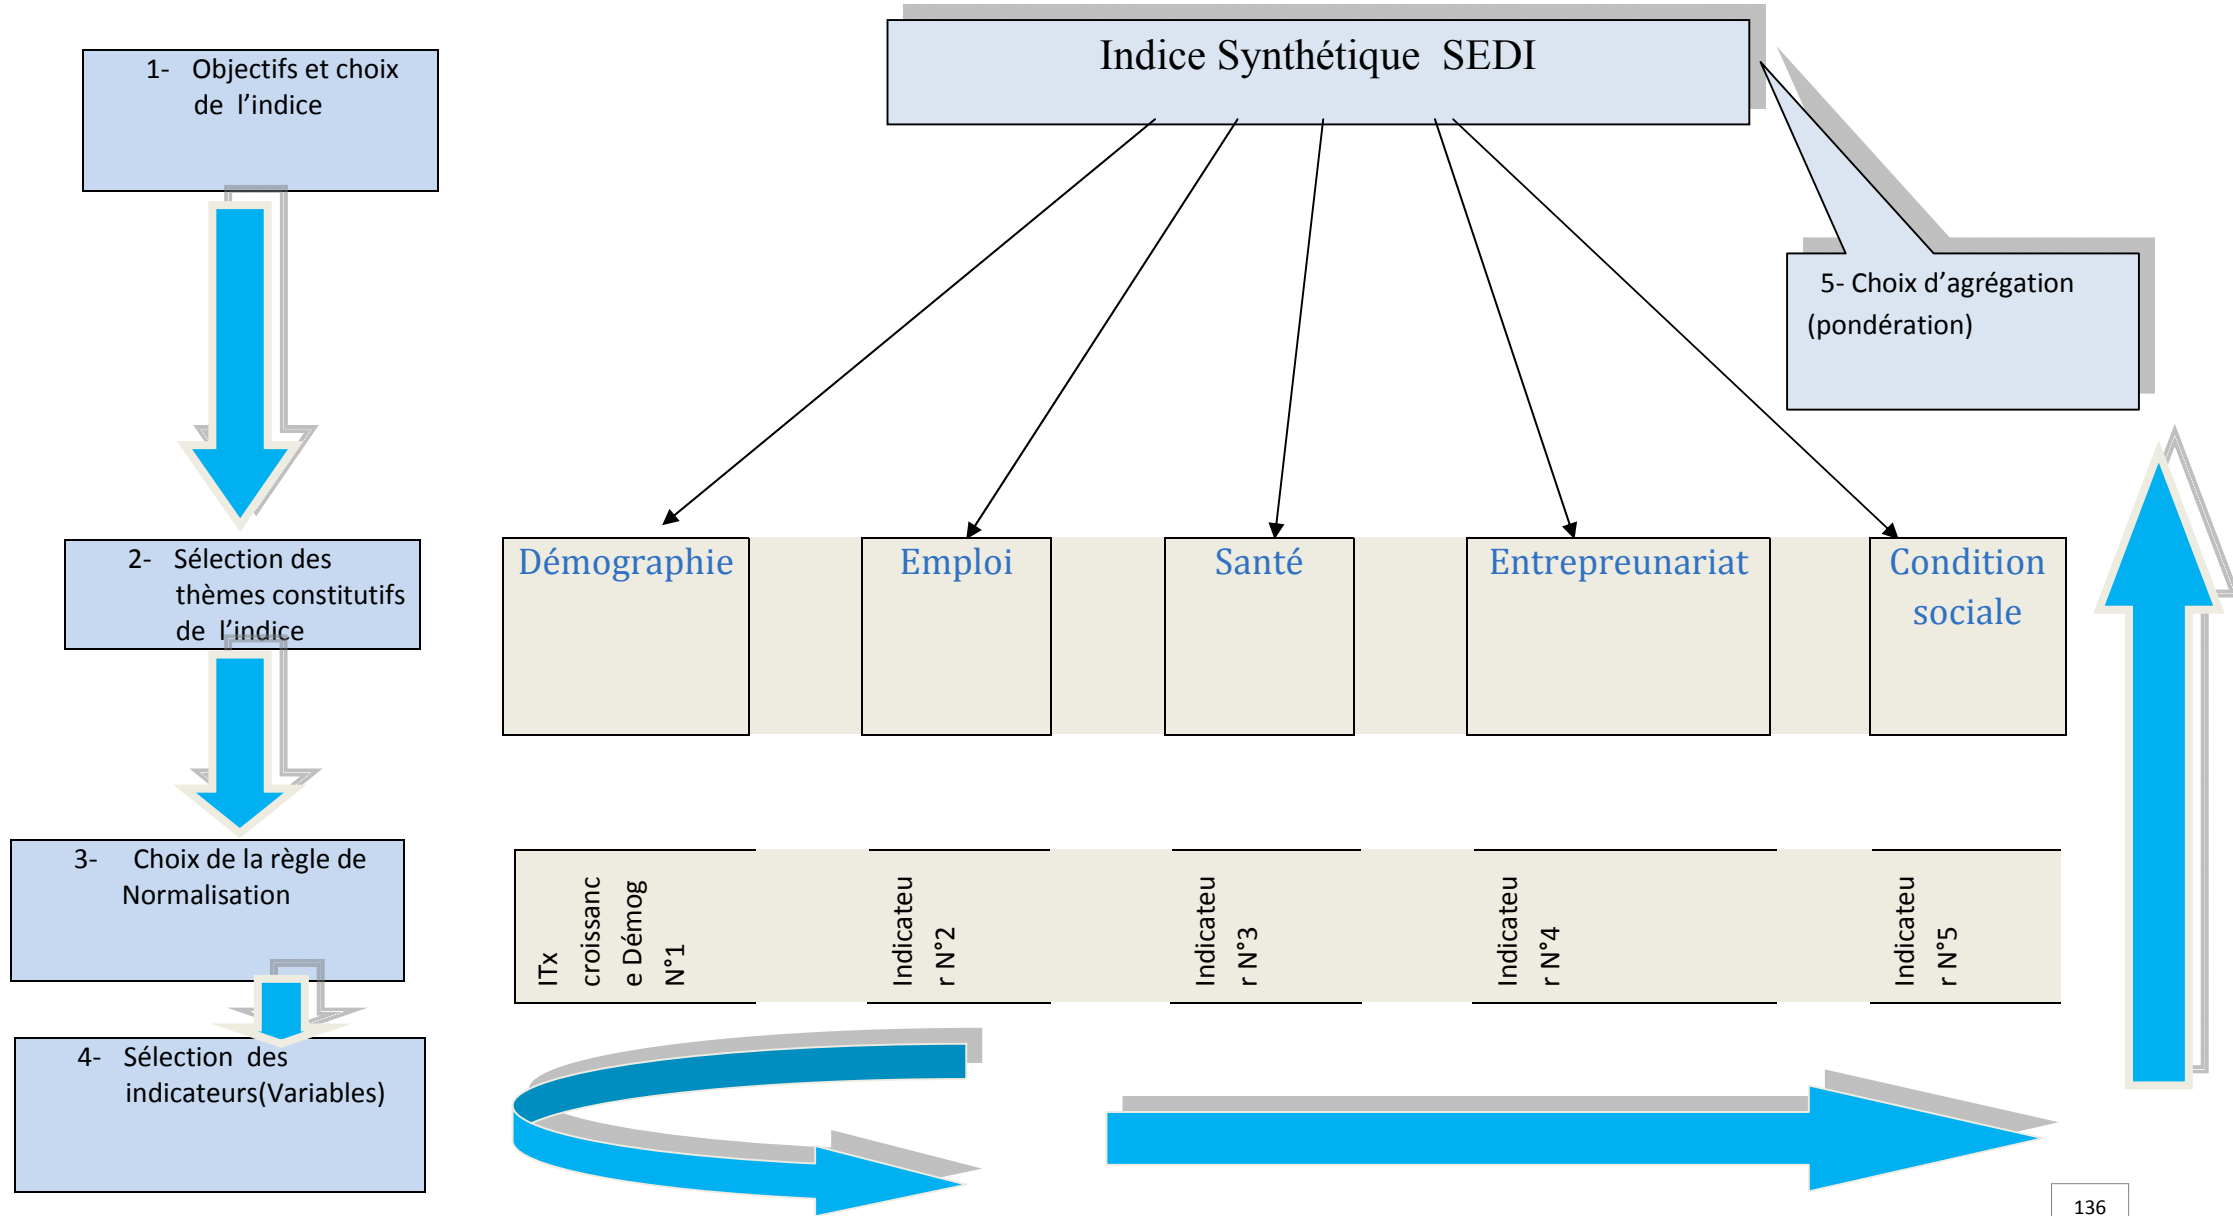 Indice Synthétique  SEDI
1-   Objectifs et choix
de  l’indice
5- Choix d’agrégation
(pondération)
2-   Sélection des
thèmes constitutifs
de  l’indice
Démographie
Emploi
Santé
Entrepreunariat
Condition
sociale
3-    Choix de la règle de
Normalisation
ITx
croissanc
e Démog
N°1
Indicateu
r N°2
Indicateu
r N°3
Indicateu
r N°4
Indicateu
r N°5
4-   Sélection  des
indicateurs(Variables)
136